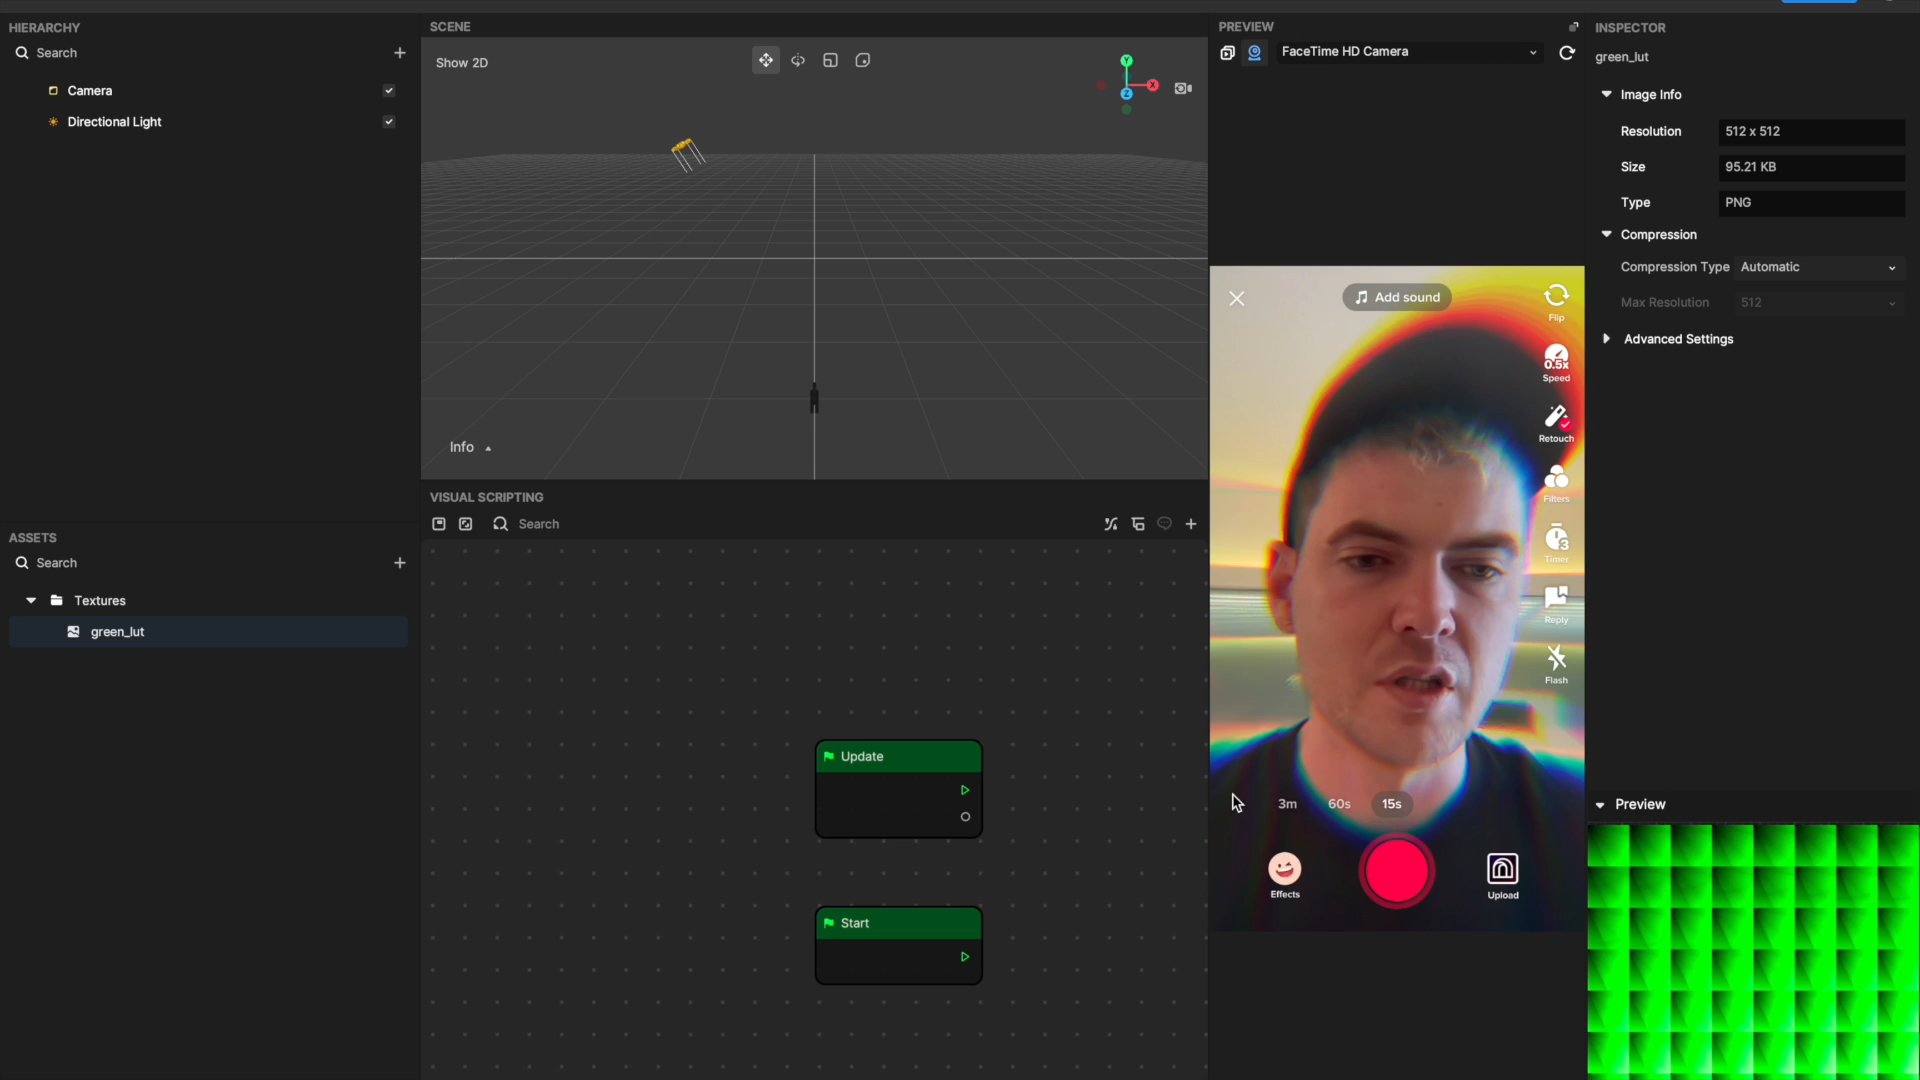 HIERARCHY
Search
Camera
Directional Light
ASSETS
Search
Textures
green_lut
SCENE
Show 2D
Y
X
Z
Info
VISUAL SCRIPTING
Search
Update
Start
PREVIEW
FaceTime HD Camera
Add sound
Flip
0.5x
Speed
Retouch
Filters
3
Timer
Reply
Flash
3m
60s
15s
Effects
Upload
INSPECTOR
green_lut
Image Info
Resolution
512 x 512
Size
95.21 KB
Type
PNG
Compression
Compression Type
Automatic
Max Resolution
512
Advanced Settings
Preview